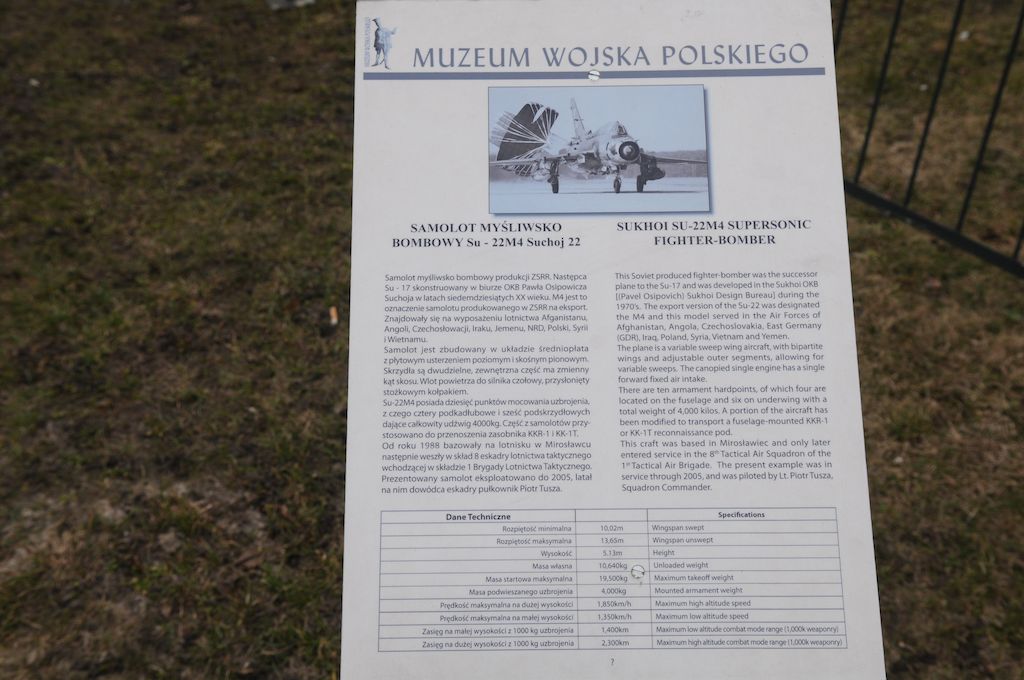 MUZEUM WOJSKA POLSKIEGO
SAMOLOT MYŚLIWSKO
BOMBOWY Su - 22M4 Suchoj 22
Samolot myśliwsko bombowy produkcji ZSRR. Następca
Su - 17 skonstruowany w biurze OKB Pawła Osipowicza
Suchoja w latach siedemdziesiątych XX wieku. M4 jest to
oznaczenie samolotu produkowanego w ZSRR na eksport.
Znajdowały się na wyposażeniu lotnictwa Afganistanu,
Angoli, Czechosłowacji, Iraku, Jemenu, NRD, Polski, Syrii
i Wietnamu.
Samolot jest zbudowany w układzie średniopłata
z płytowym usterzeniem poziomym i skośnym pionowym.
Skrzydła są dwudzielne, zewnętrzna część ma zmienny
kąt skosu. Wlot powietrza do silnika czołowy, przysłonięty
stożkowym kołpakiem.
Su-22M4 posiada dziesięć punktów mocowania uzbrojenia,
z czego cztery podkadłubowe i sześć podskrzydłowych
dające całkowity udźwig 4000kg. Część z samolotów przy-
stosowano do przenoszenia zasobnika KKR-1 i KK-1T.
Od roku 1988 bazowały na lotnisku w Mirosławcu
następnie weszły w skład 8 eskadry lotnictwa taktycznego
wchodzącej w składzie 1 Brygady Lotnictwa Taktycznego.
Prezentowany samolot eksploatowano do 2005, latał
na nim dowódca eskadry pułkownik Piotr Tusza.
SUKHOI SU-22M4 SUPERSONIC
FIGHTER-BOMBER
This Soviet produced fighter-bomber was the successor
plane to the Su-17 and was developed in the Sukhoi OKB
[(Pavel Osipovich) Sukhoi Design Bureau] during the
1970's. The export version of the Su-22 was designated
the M4 and this model served in the Air Forces of
Afghanistan, Angola, Czechoslovakia, East Germany
(GDR), Iraq, Poland, Syria, Vietnam and Yemen.
The plane is a variable sweep wing aircraft, with bipartite
wings and adjustable outer segments, allowing for
variable sweeps. The canopied single engine has a single
forward fixed air intake.
There are ten armament hardpoints, of which four are
located on the fuselage and six on underwing with a
total weight of 4,000 kilos. A portion of the aircraft has
been modified to transport a fuselage-mounted KKR-1
or KK-1T reconnaissance pod.
This craft was based in Mirosławiec and only later
entered service in the 8th Tactical Air Squadron of the
1st Tactical Air Brigade. The present example was in
service through 2005, and was piloted by Lt. Piotr Tusza,
Squadron Commander.
Dane Techniczne Specifications
Rozpiętość minimalna 10,02m Wingspan swept
Rozpiętość maksymalna 13,65m Wingspan unswept
Wysokość 5.13m Height
Masa własna 10,640kg Unloaded weight
Masa startowa maksymalna 19,500kg Maximum takeoff weight
Masa podwieszanego uzbrojenia 4,000kg Mounted armament weight
Prędkość maksymalna na dużej wysokości 1,850km/h Maximum high altitude speed
Prędkość maksymalna na małej wysokości 1,350km/h Maximum low altitude speed
Zasięg na małej wysokości z 1000 kg uzbrojenia 1,400km Maximum low altitude combat mode range (1,000k weaponry)
Zasięg na dużej wysokości z 1000 kg uzbrojenia 2,300km Maximum high altitude combat mode range (1,000k weaponry)
7